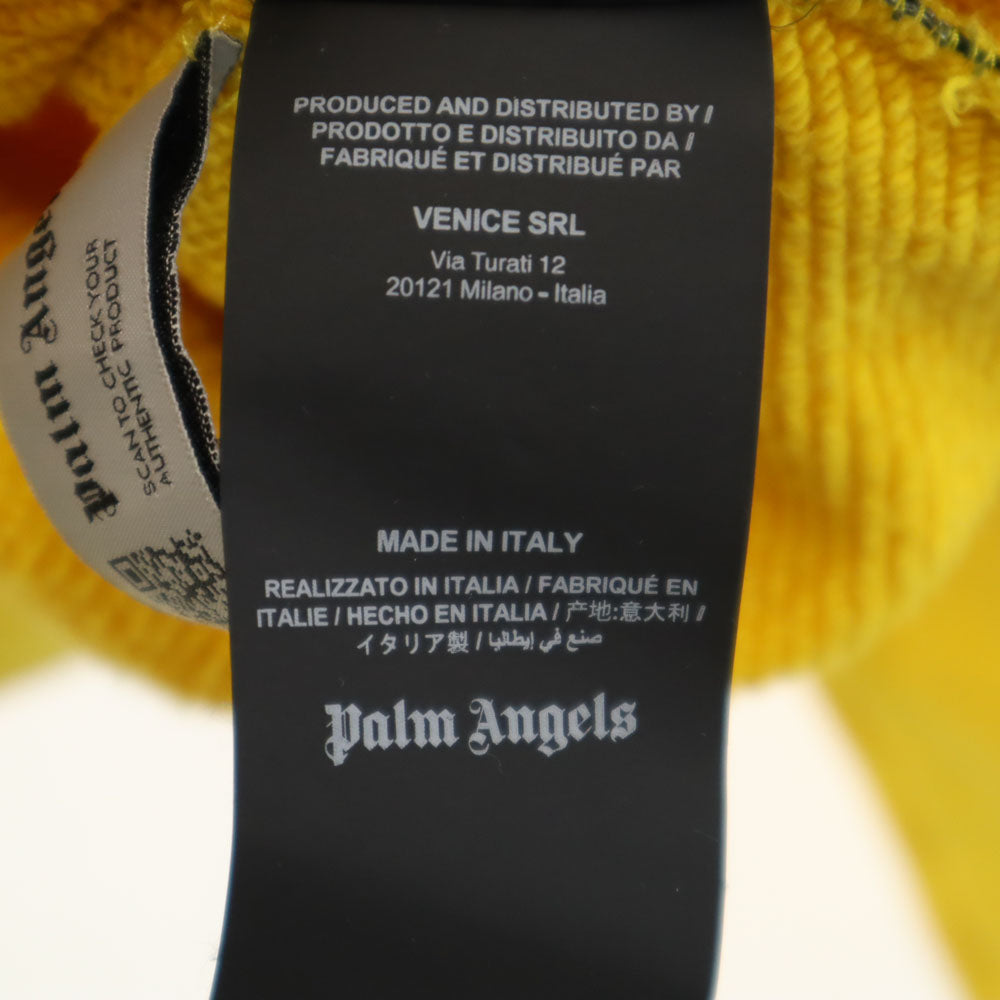 PRODUCED AND DISTRIBUTED BY /
PRODOTTO E DISTRIBUITO DA /
FABRIQUÉ ET DISTRIBUÉ PAR
VENICE SRL
Via Turati 12
20121 Milano - Italia
MADE IN ITALY
REALIZZATO IN ITALIA / FABRIQUÉ EN
ITALIE / HECHO EN ITALIA / 产地:意大利 /
イタリア製 / صنع في إيطاليا
Palm Angels
Palm Ange
SCAN TO CHECK YOUR
AUTHENTIC PRODUCT